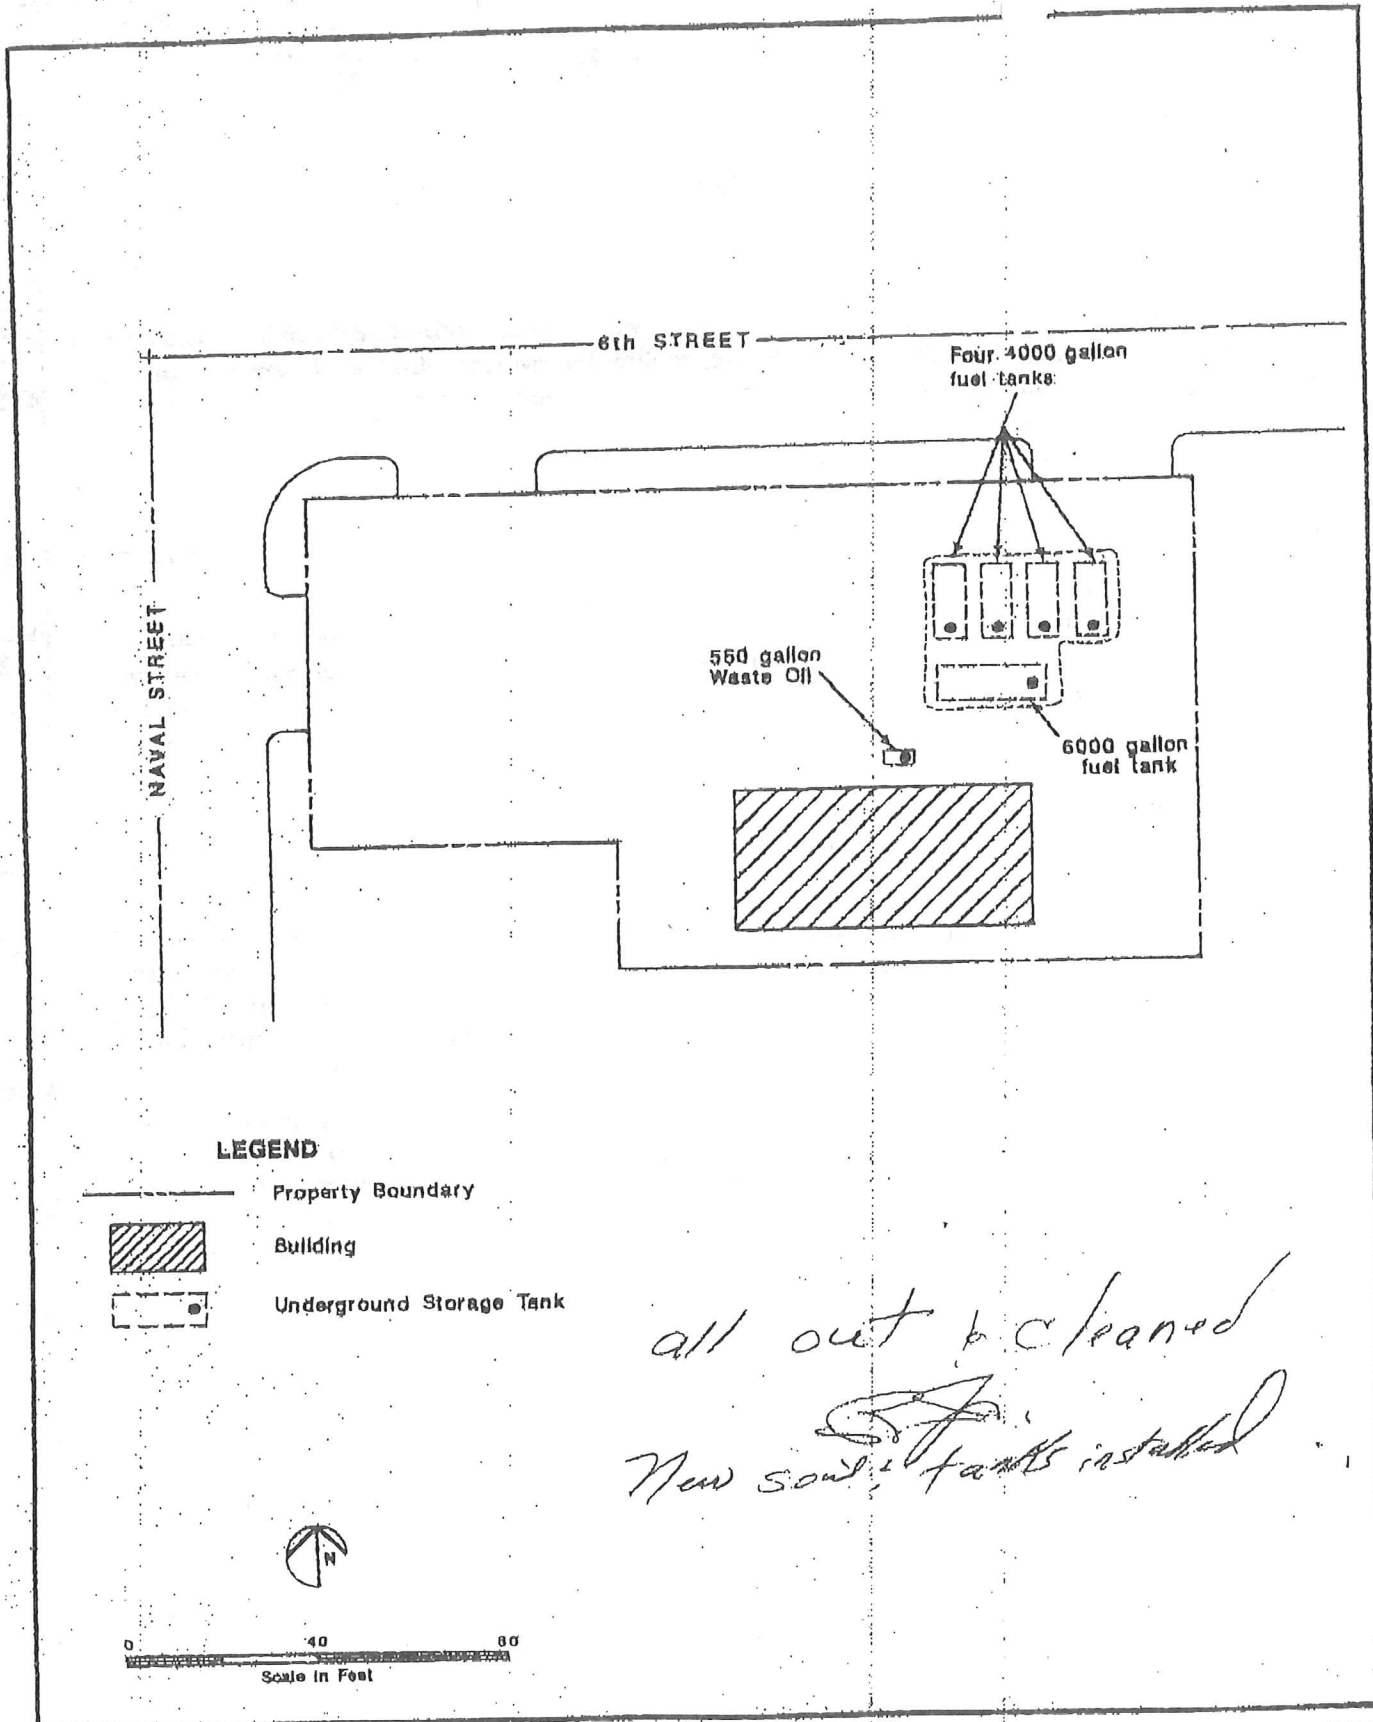 6th STREET
Four 4000 gallon
fuel tanks
NAVAL STREET
550 gallon
Waste Oil
6000 gallon
fuel tank
LEGEND
Property Boundary
Building
Underground Storage Tank
all out & cleaned
New soil & tanks installed
N
0 40 80
Scale in Feet